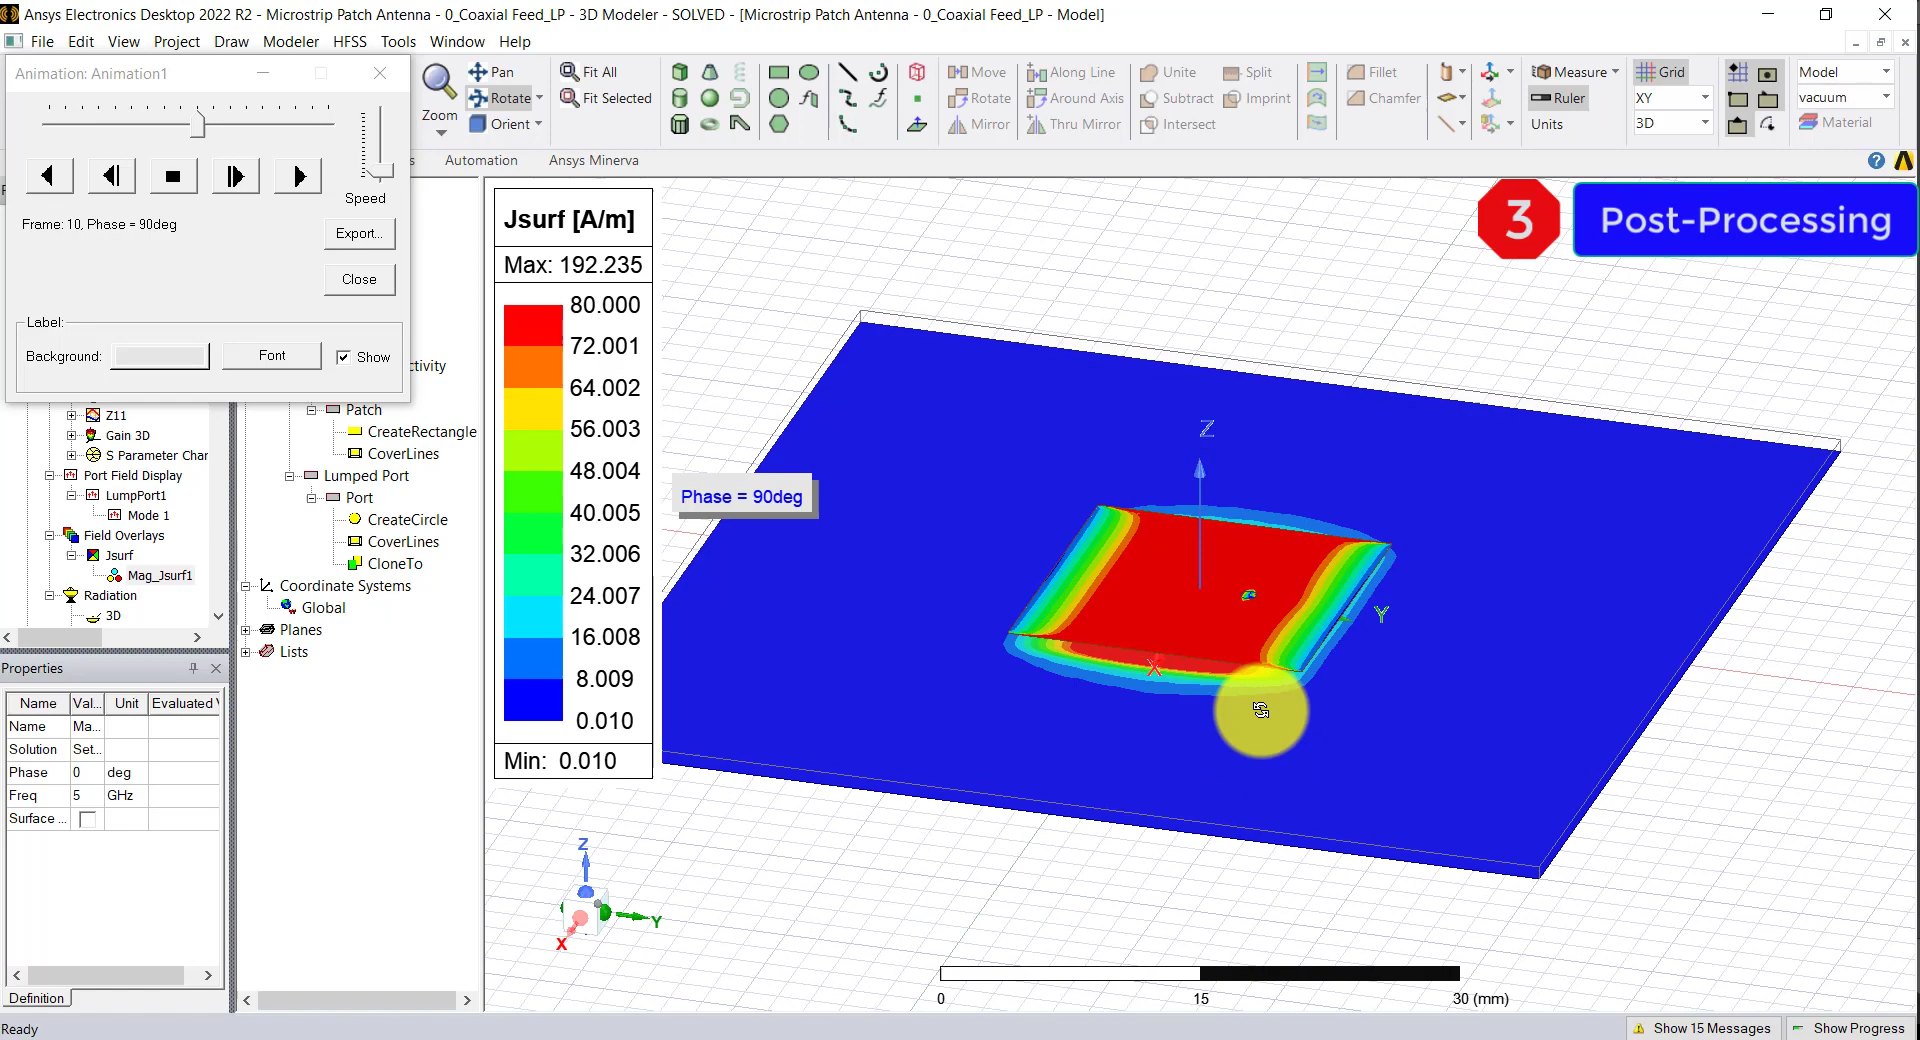 Ansys Electronics Desktop 2022 R2 - Microstrip Patch Antenna - 0_Coaxial Feed_LP - 3D Modeler - SOLVED - [Microstrip Patch Antenna - 0_Coaxial Feed_LP - Model]
File Edit View Project Draw Modeler HFSS Tools Window Help
Animation: Animation1
Speed
Frame: 10, Phase = 90deg
Export...
Close
Label:
Background:
Font
Show
Zoom
Pan
Rotate
Orient
Fit All
Fit Selected
Move
Rotate
Mirror
Along Line
Around Axis
Thru Mirror
Unite
Subtract
Intersect
Split
Imprint
Fillet
Chamfer
Measure
Ruler
Units
Grid
XY
3D
Model
vacuum
Material
Automation
Ansys Minerva
Z11
Gain 3D
S Parameter Char
Port Field Display
LumpPort1
Mode 1
Field Overlays
Jsurf
Mag_Jsurf1
Radiation
3D
ctivity
Patch
CreateRectangle
CoverLines
Lumped Port
Port
CreateCircle
CoverLines
CloneTo
Coordinate Systems
Global
Planes
Lists
Properties
Name Val... Unit Evaluated
Name Ma...
Solution Set...
Phase 0 deg
Freq 5 GHz
Surface ...
Definition
Jsurf [A/m]
Max: 192.235
80.000
72.001
64.002
56.003
48.004
40.005
32.006
24.007
16.008
8.009
0.010
Min: 0.010
Phase = 90deg
3
Post-Processing
Z
Y
X
Z
Y
X
0 15 30 (mm)
Ready
Show 15 Messages
Show Progress